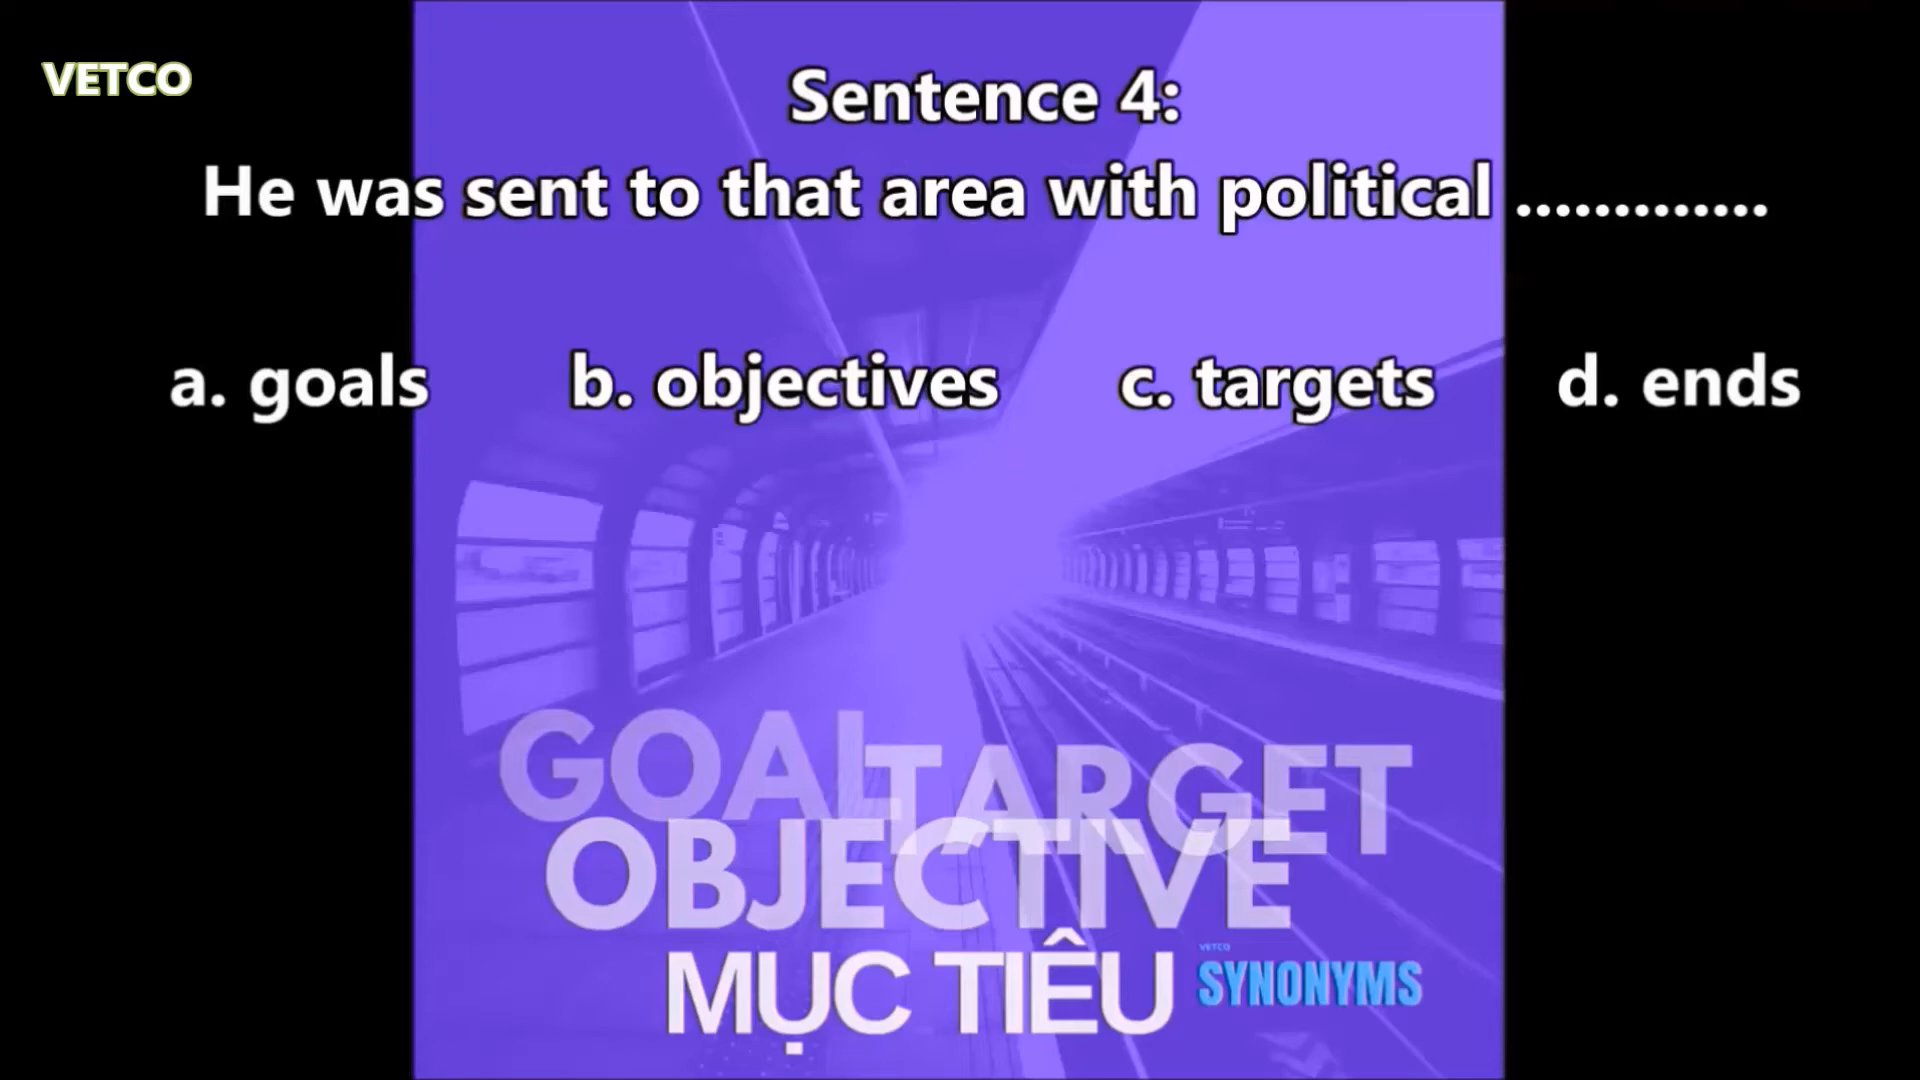 VETCO
Sentence 4:
He was sent to that area with political .............
a. goals b. objectives c. targets d. ends
GOAL
TARGET
OBJECTIVE
MỤC TIÊU
VETCO
SYNONYMS